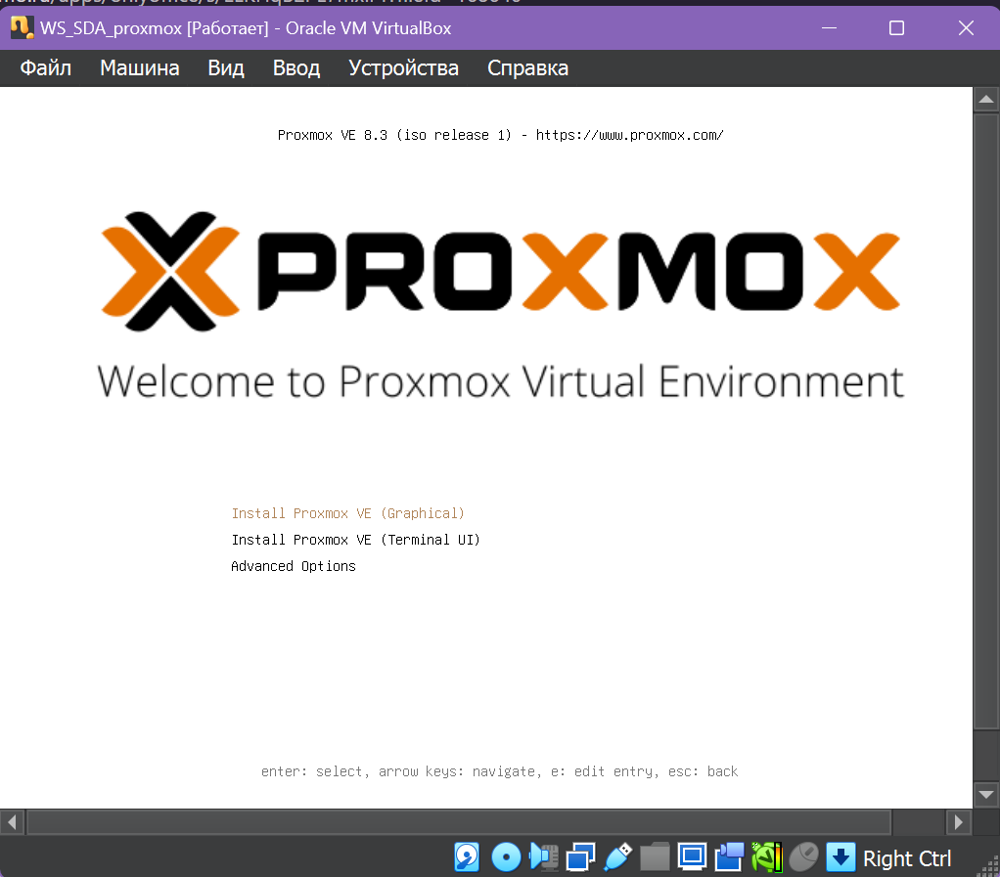 WS_SDA_proxmox [Работает] - Oracle VM VirtualBox
Файл Машина Вид Ввод Устройства Справка
Proxmox VE 8.3 (iso release 1) - https://www.proxmox.com/
PROXMOX
Welcome to Proxmox Virtual Environment
Install Proxmox VE (Graphical)
Install Proxmox VE (Terminal UI)
Advanced Options
enter: select, arrow keys: navigate, e: edit entry, esc: back
Right Ctrl